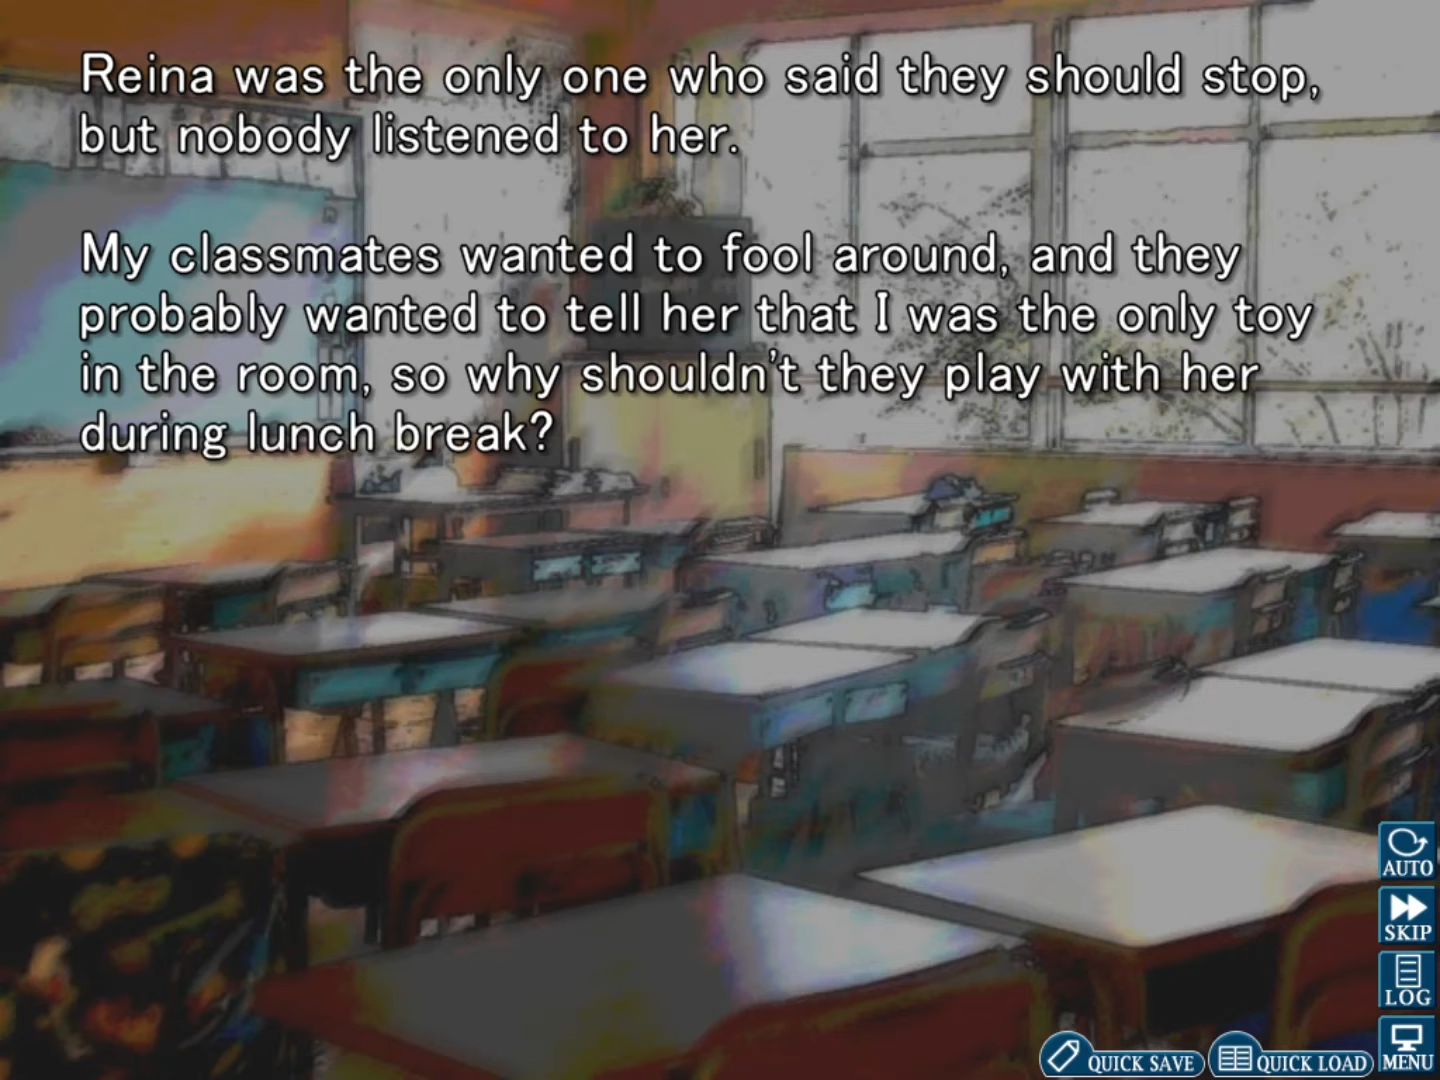 Reina was the only one who said they should stop,
but nobody listened to her.
My classmates wanted to fool around, and they
probably wanted to tell her that I was the only toy
in the room, so why shouldn't they play with her
during lunch break?
AUTO
SKIP
LOG
MENU
QUICK SAVE
QUICK LOAD